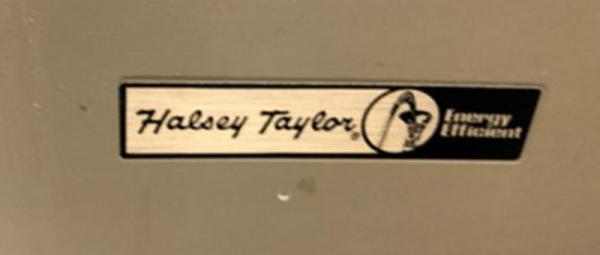 Halsey Taylor®
Energy
Efficient